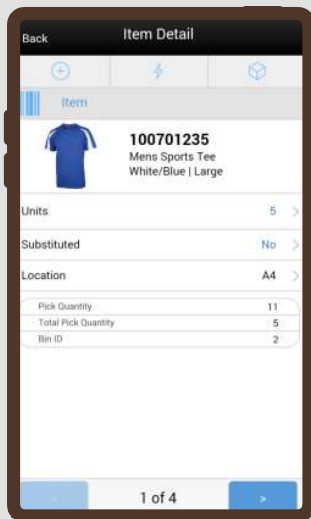 Back
Item Detail
Item
100701235
Mens Sports Tee
White/Blue | Large
Units 5 >
Substituted No >
Location A4 >
Pick Quantity 11
Total Pick Quantity 5
Bin ID 2
1 of 4 >